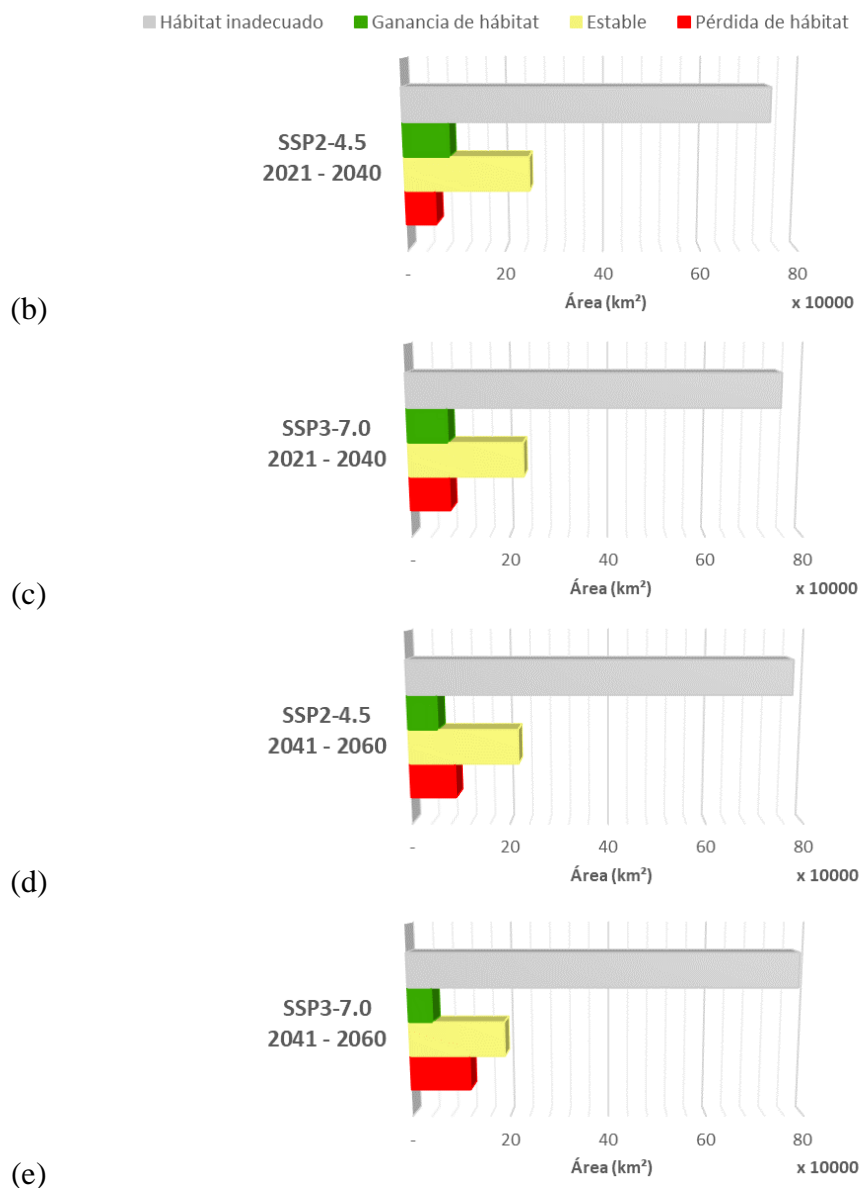 Hábitat inadecuado Ganancia de hábitat Estable Pérdida de hábitat
SSP2-4.5
2021 - 2040
- 20 40 60 80
Área (km²) x 10000
(b)
SSP3-7.0
2021 - 2040
- 20 40 60 80
Área (km²) x 10000
(c)
SSP2-4.5
2041 - 2060
- 20 40 60 80
Área (km²) x 10000
(d)
SSP3-7.0
2041 - 2060
- 20 40 60 80
Área (km²) x 10000
(e)